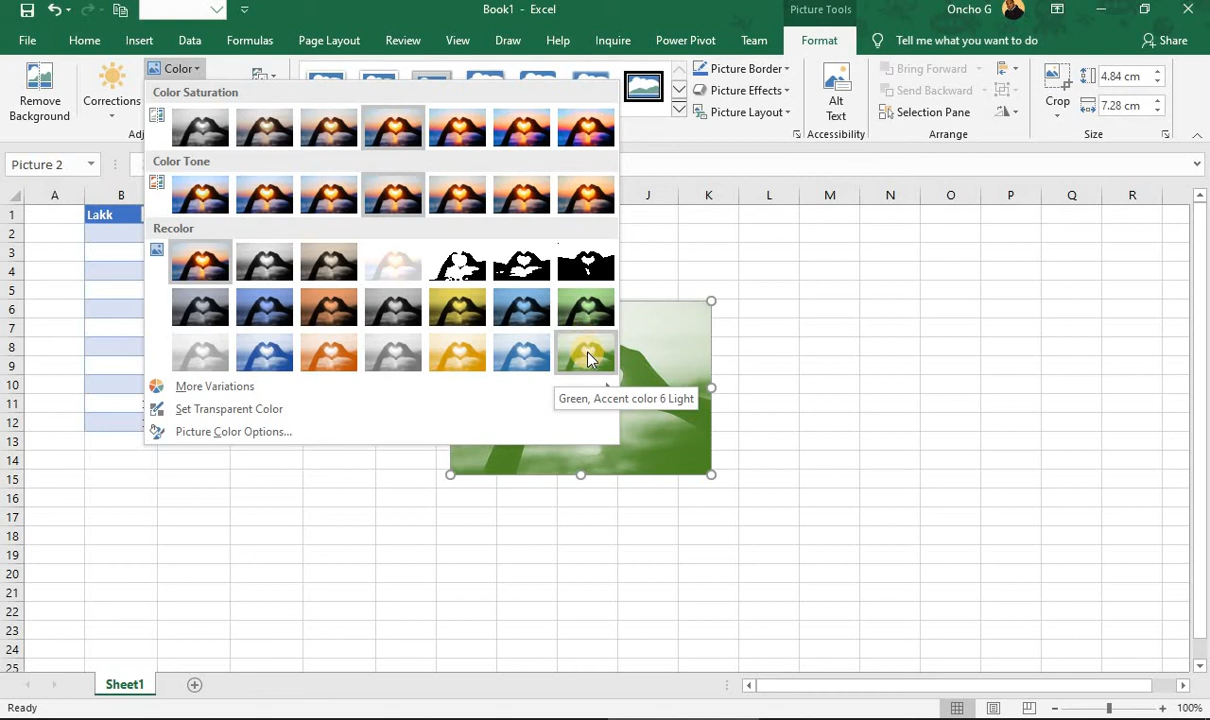 Book1 - Excel
Picture Tools
Oncho G
File Home Insert Data Formulas Page Layout Review View Draw Help Inquire Power Pivot Team Format Tell me what you want to do Share
Remove Background
Corrections
Color
Picture Border
Picture Effects
Picture Layout
Alt Text
Bring Forward
Send Backward
Selection Pane
Crop
4.84 cm
7.28 cm
Adj
Accessibility
Arrange
Size
Picture 2
Color Saturation
Color Tone
Recolor
More Variations
Set Transparent Color
Picture Color Options...
Green, Accent color 6 Light
A B J K L M N O P Q R
1 Lakk
2
3
4
5
6
7
8
9
10
11
12
13
14
15
16
17
18
19
20
21
22
23
24
25
Sheet1
Ready
100%